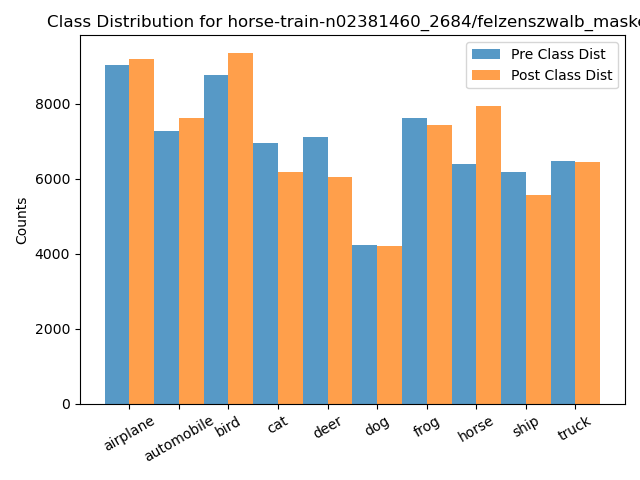 Class Distribution for horse-train-n02381460_2684/felzenszwalb_maske
Pre Class Dist
Post Class Dist
Counts
8000
6000
4000
2000
0
airplane
automobile
bird
cat
deer
dog
frog
horse
ship
truck